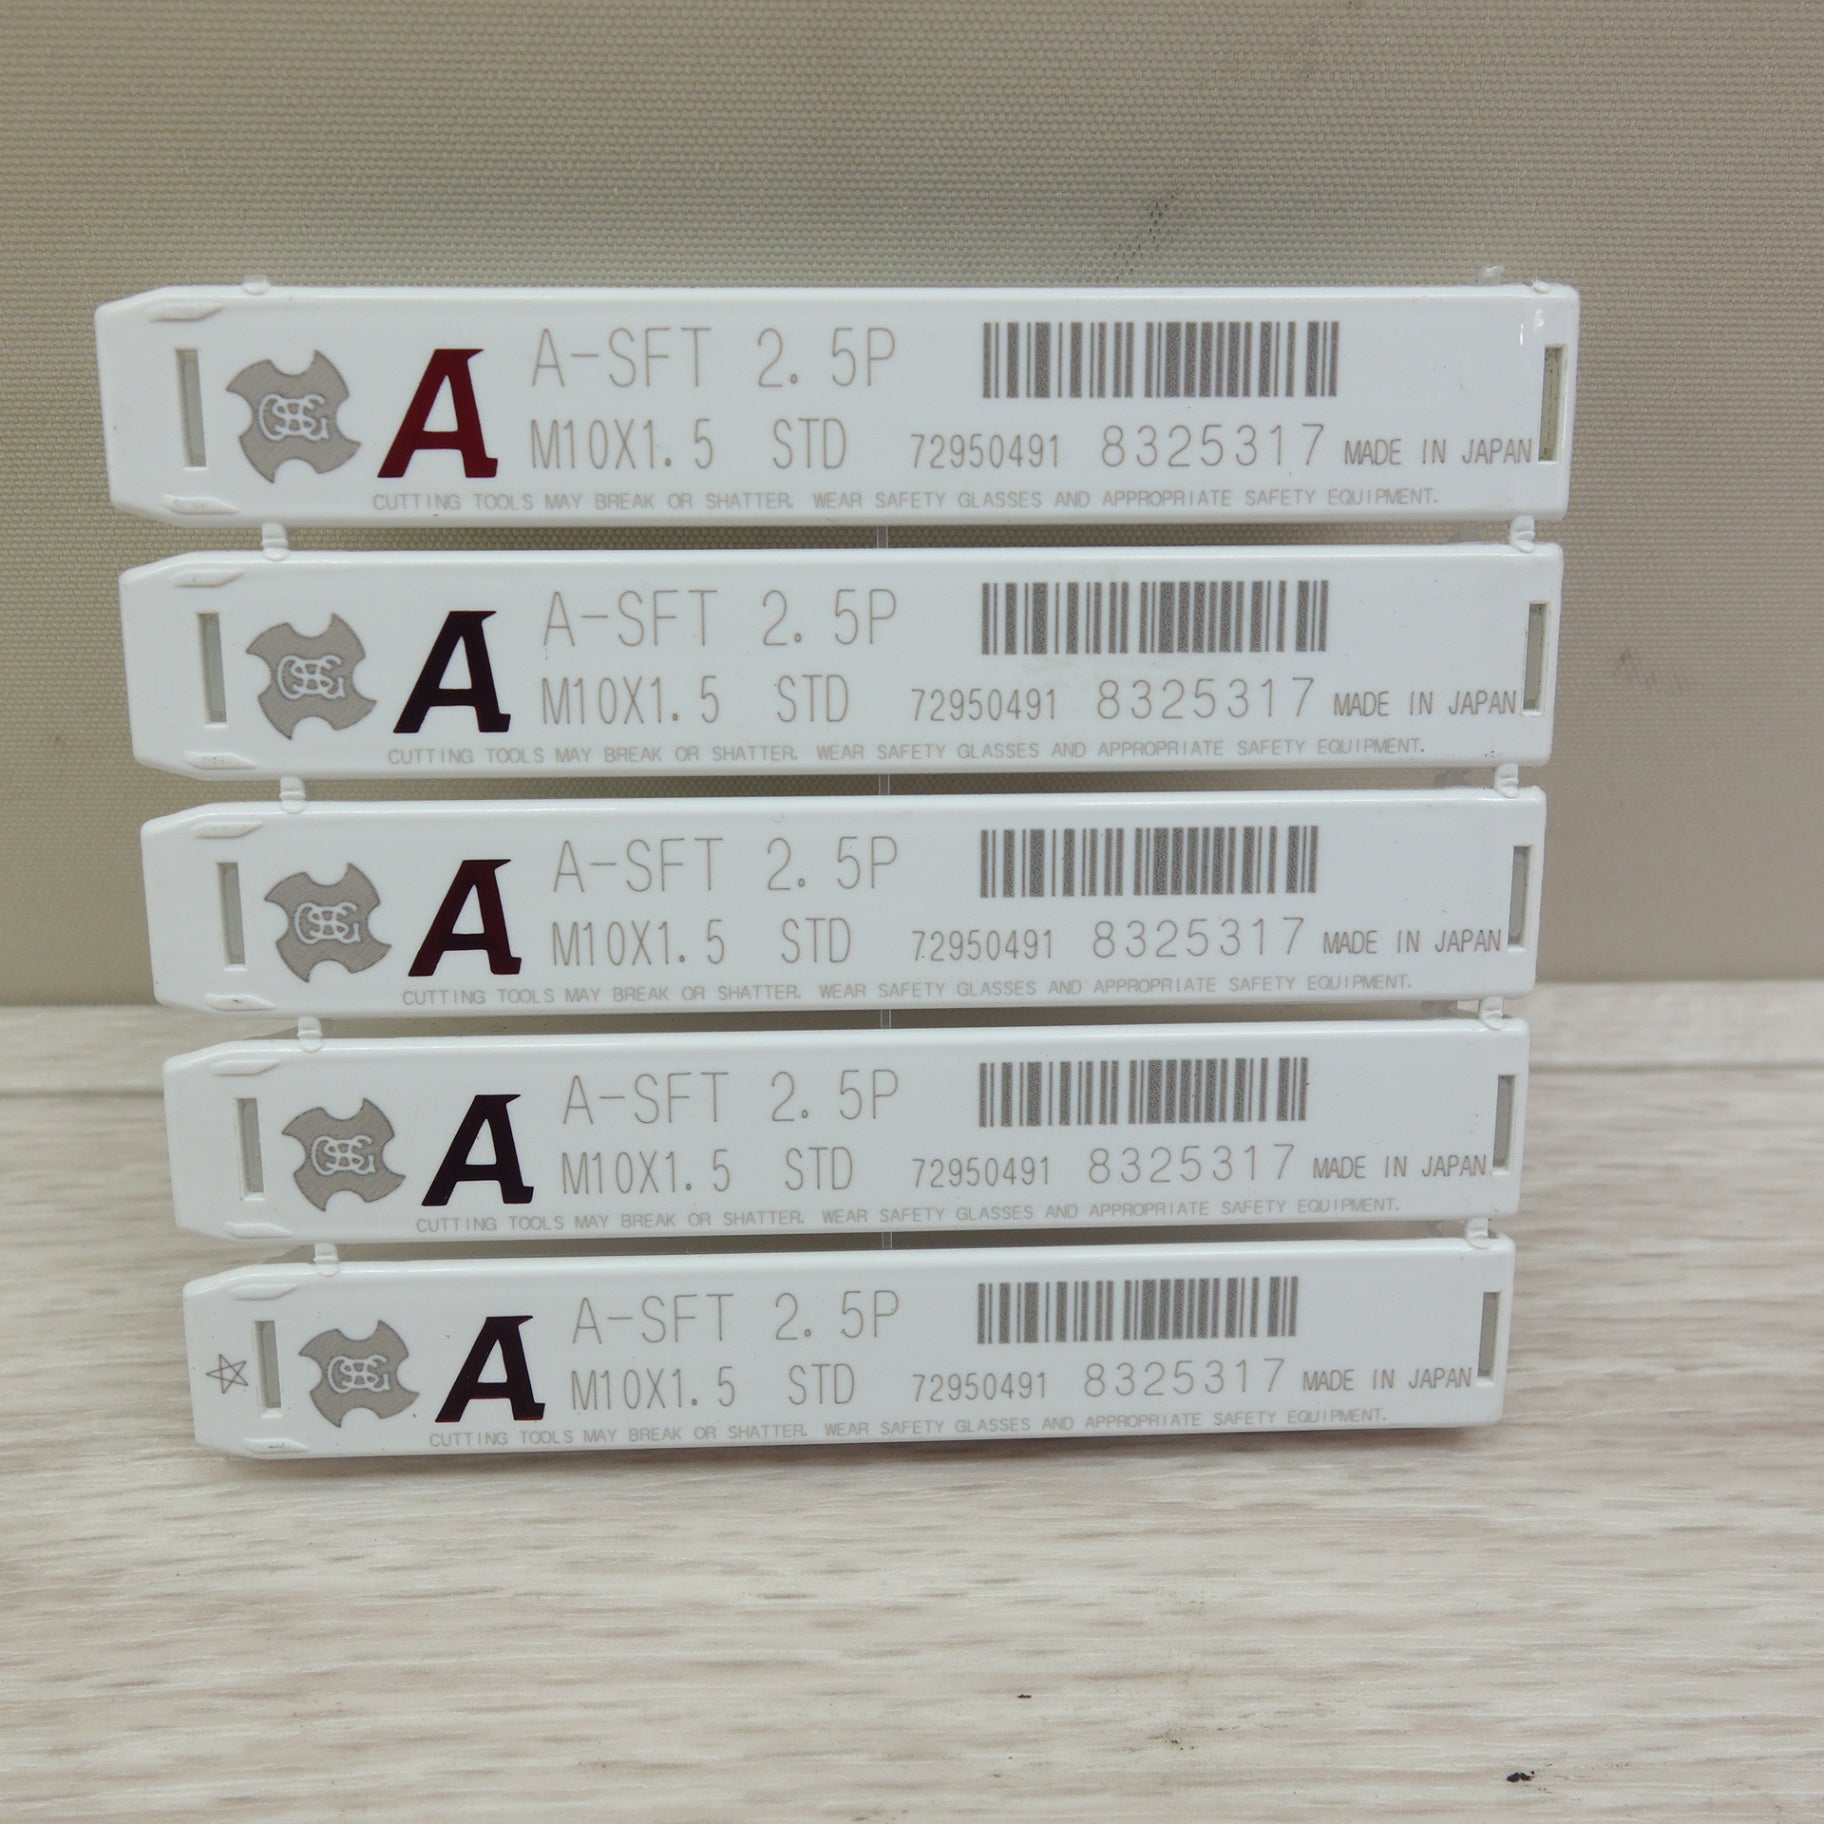 OSG A A-SFT 2.5P
M10X1.5 STD 72950491 8325317 MADE IN JAPAN
CUTTING TOOLS MAY BREAK OR SHATTER. WEAR SAFETY GLASSES AND APPROPRIATE SAFETY EQUIPMENT.
OSG A A-SFT 2.5P
M10X1.5 STD 72950491 8325317 MADE IN JAPAN
CUTTING TOOLS MAY BREAK OR SHATTER. WEAR SAFETY GLASSES AND APPROPRIATE SAFETY EQUIPMENT.
OSG A A-SFT 2.5P
M10X1.5 STD 72950491 8325317 MADE IN JAPAN
CUTTING TOOLS MAY BREAK OR SHATTER. WEAR SAFETY GLASSES AND APPROPRIATE SAFETY EQUIPMENT.
OSG A A-SFT 2.5P
M10X1.5 STD 72950491 8325317 MADE IN JAPAN
CUTTING TOOLS MAY BREAK OR SHATTER. WEAR SAFETY GLASSES AND APPROPRIATE SAFETY EQUIPMENT.
OSG A A-SFT 2.5P
M10X1.5 STD 72950491 8325317 MADE IN JAPAN
CUTTING TOOLS MAY BREAK OR SHATTER. WEAR SAFETY GLASSES AND APPROPRIATE SAFETY EQUIPMENT.